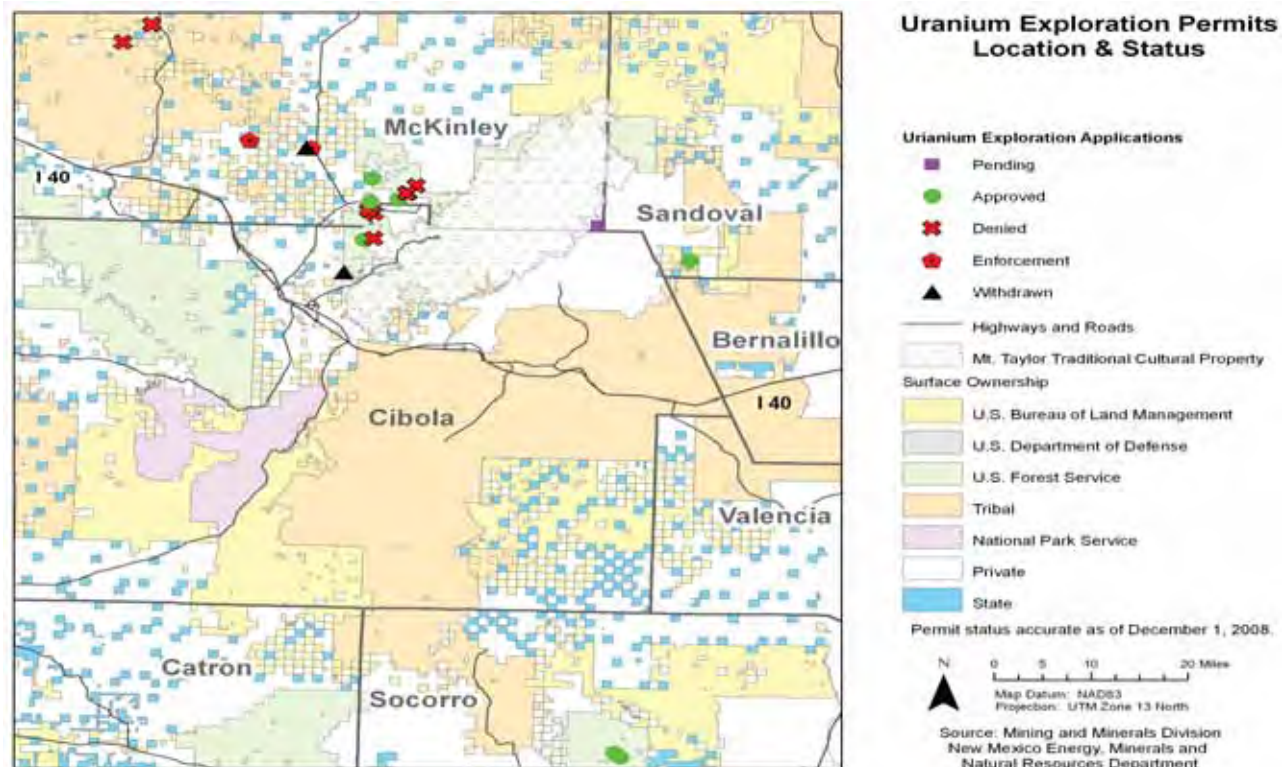 Uranium Exploration Permits
Location & Status
Urianium Exploration Applications
Pending
Approved
Denied
Enforcement
Withdrawn
Highways and Roads
Mt. Taylor Traditional Cultural Property
Surface Ownership
U.S. Bureau of Land Management
U.S. Department of Defense
U.S. Forest Service
Tribal
National Park Service
Private
State
Permit status accurate as of December 1, 2008.
N
0 5 10 20 Miles
Map Datum: NAD83
Projection: UTM Zone 13 North
Source: Mining and Minerals Division
New Mexico Energy, Minerals and
Natural Resources Department
McKinley
I 40
Sandoval
Bernalillo
I 40
Cibola
Valencia
Catron
Socorro